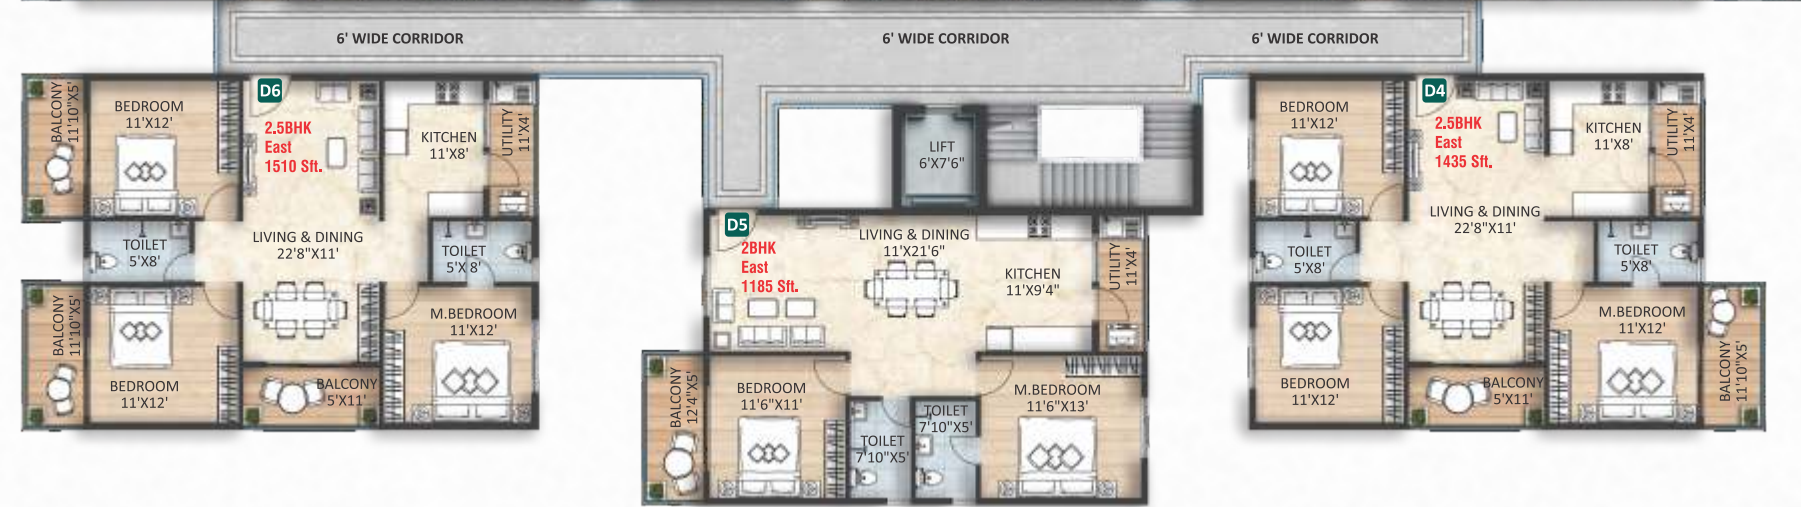 6' WIDE CORRIDOR
6' WIDE CORRIDOR
6' WIDE CORRIDOR
D6
2.5BHK
East
1510 Sft.
BALCONY
11'10"X5'
BEDROOM
11'X12'
KITCHEN
11'X8'
UTILITY
11'X4'
TOILET
5'X8'
LIVING & DINING
22'8"X11'
TOILET
5'X 8'
BALCONY
11'10"X5'
BEDROOM
11'X12'
BALCONY
5'X11'
M.BEDROOM
11'X12'
LIFT
6'X7'6"
D5
2BHK
East
1185 Sft.
LIVING & DINING
11'X21'6"
KITCHEN
11'X9'4"
UTILITY
11'X4'
BALCONY
12'4"X5'
BEDROOM
11'6"X11'
TOILET
7'10"X5'
TOILET
7'10"X5'
M.BEDROOM
11'6"X13'
D4
2.5BHK
East
1435 Sft.
BEDROOM
11'X12'
KITCHEN
11'X8'
UTILITY
11'X4'
LIVING & DINING
22'8"X11'
TOILET
5'X8'
TOILET
5'X8'
BEDROOM
11'X12'
BALCONY
5'X11'
M.BEDROOM
11'X12'
BALCONY
11'10"X5'